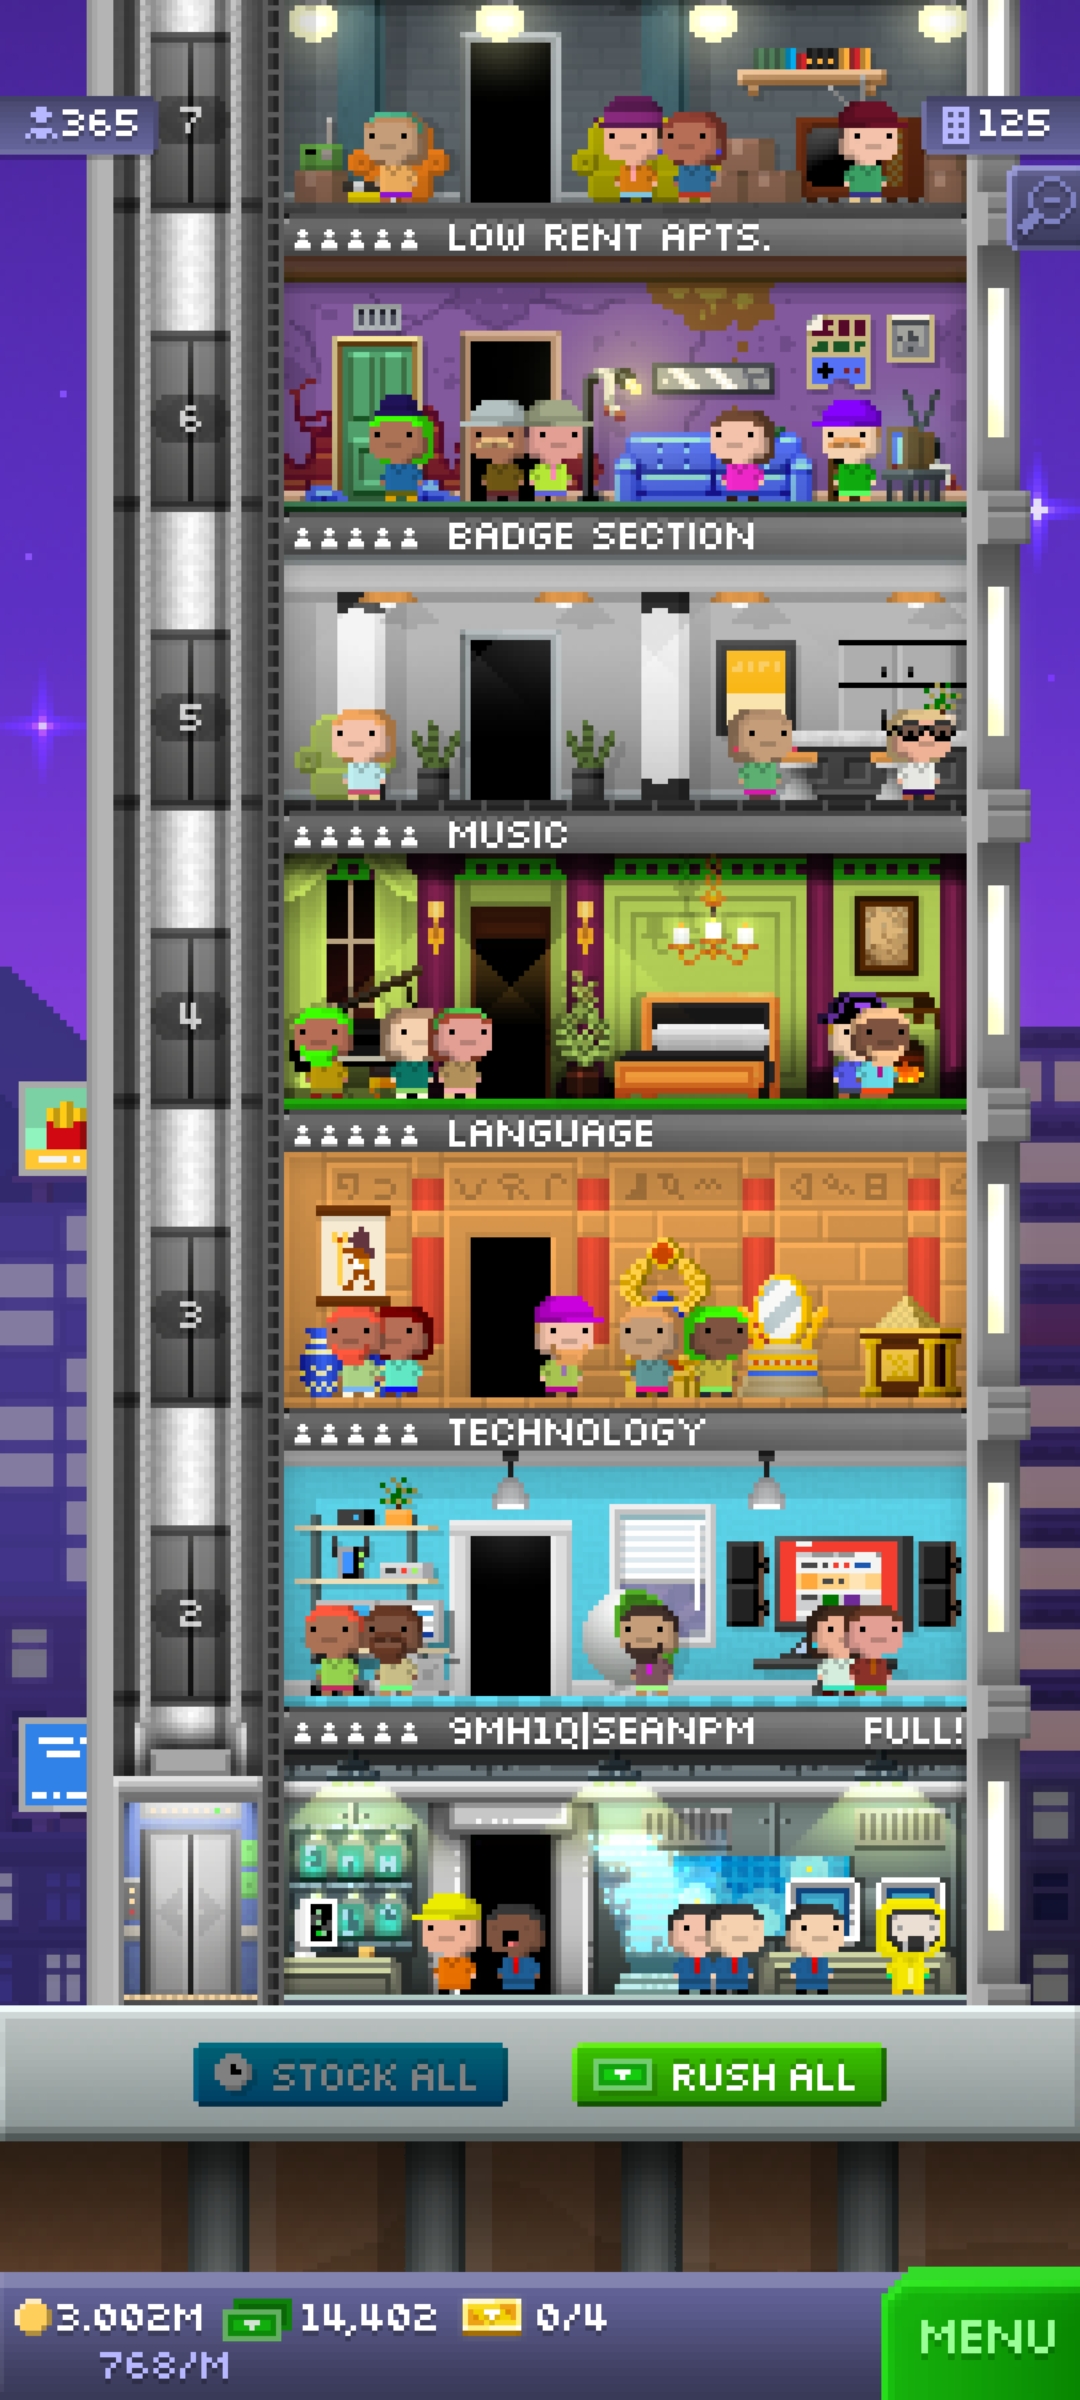 365
7
125
LOW RENT APTS.
6
BADGE SECTION
5
MUSIC
4
LANGUAGE
3
TECHNOLOGY
2
9MH1Q|SEANPM FULL!
STOCK ALL
RUSH ALL
3.002M 14,402 0/4
768/M
MENU